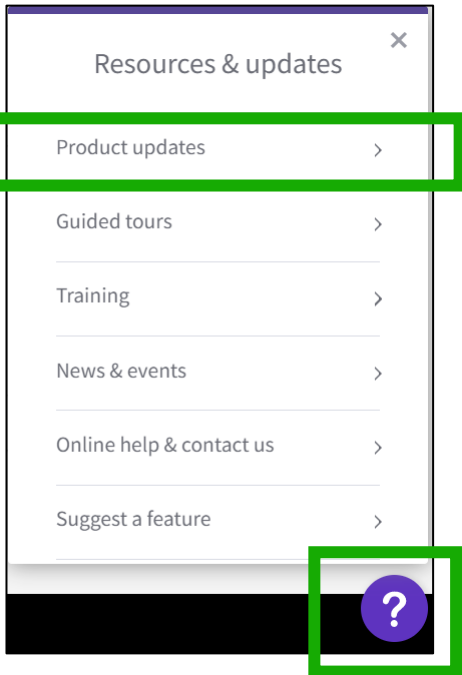 Resources & updates
Product updates
Guided tours
Training
News & events
Online help & contact us
Suggest a feature
?